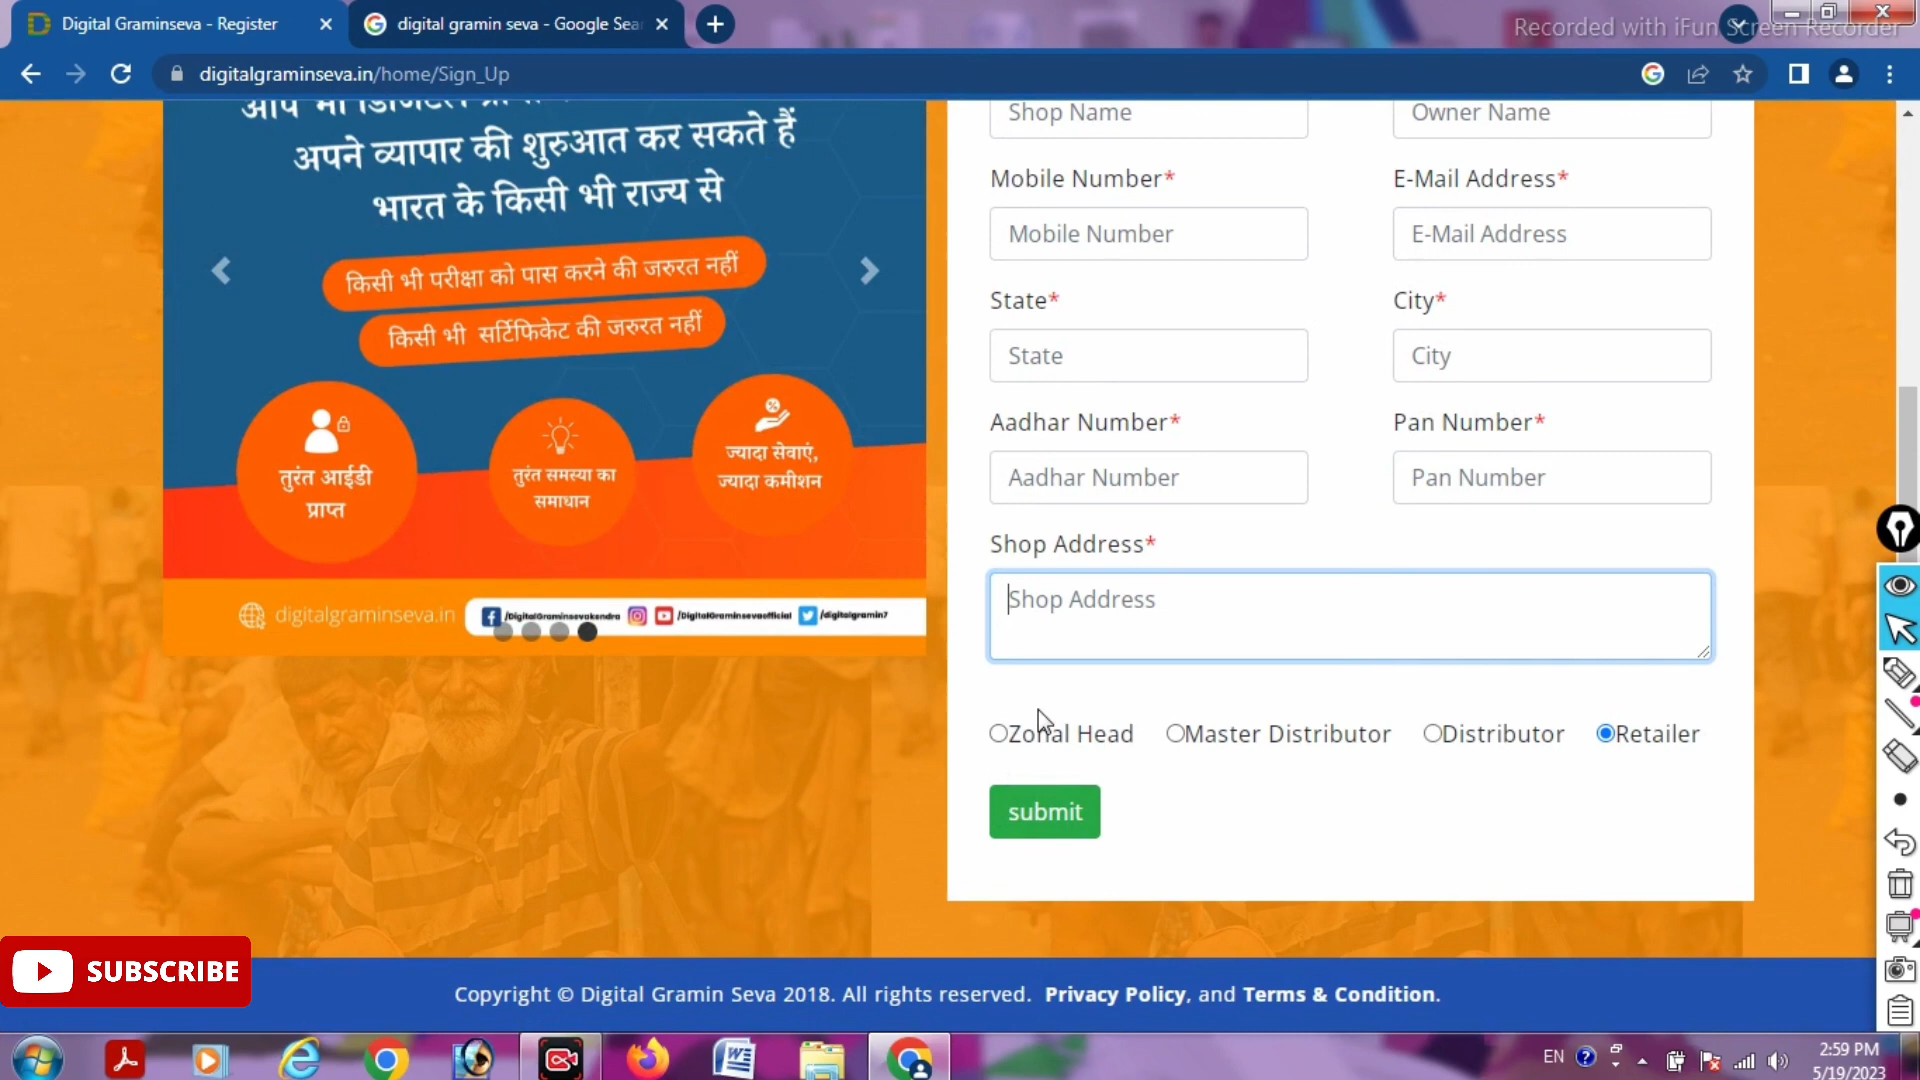 Digital Graminseva - Register
digital gramin seva - Google Sea
Recorded with iFun Screen Recorder
digitalgraminseva.in/home/Sign_Up
अपने व्यापार की शुरुआत कर सकते हैं
भारत के किसी भी राज्य से
किसी भी परीक्षा को पास करने की जरुरत नहीं
किसी भी सर्टिफिकेट की जरुरत नहीं
तुरंत आईडी
प्राप्त
तुरंत समस्या का
समाधान
ज्यादा सेवाएं,
ज्यादा कमीशन
digitalgraminseva.in
/DigitalGraminsevakendra
/DigitalGraminsevaofficial
/digitalgramin7
Shop Name
Owner Name
Mobile Number*
E-Mail Address*
Mobile Number
E-Mail Address
State*
City*
State
City
Aadhar Number*
Pan Number*
Aadhar Number
Pan Number
Shop Address*
Shop Address
Zonal Head
Master Distributor
Distributor
Retailer
submit
SUBSCRIBE
Copyright © Digital Gramin Seva 2018. All rights reserved. Privacy Policy, and Terms & Condition.
EN
2:59 PM
5/19/2023